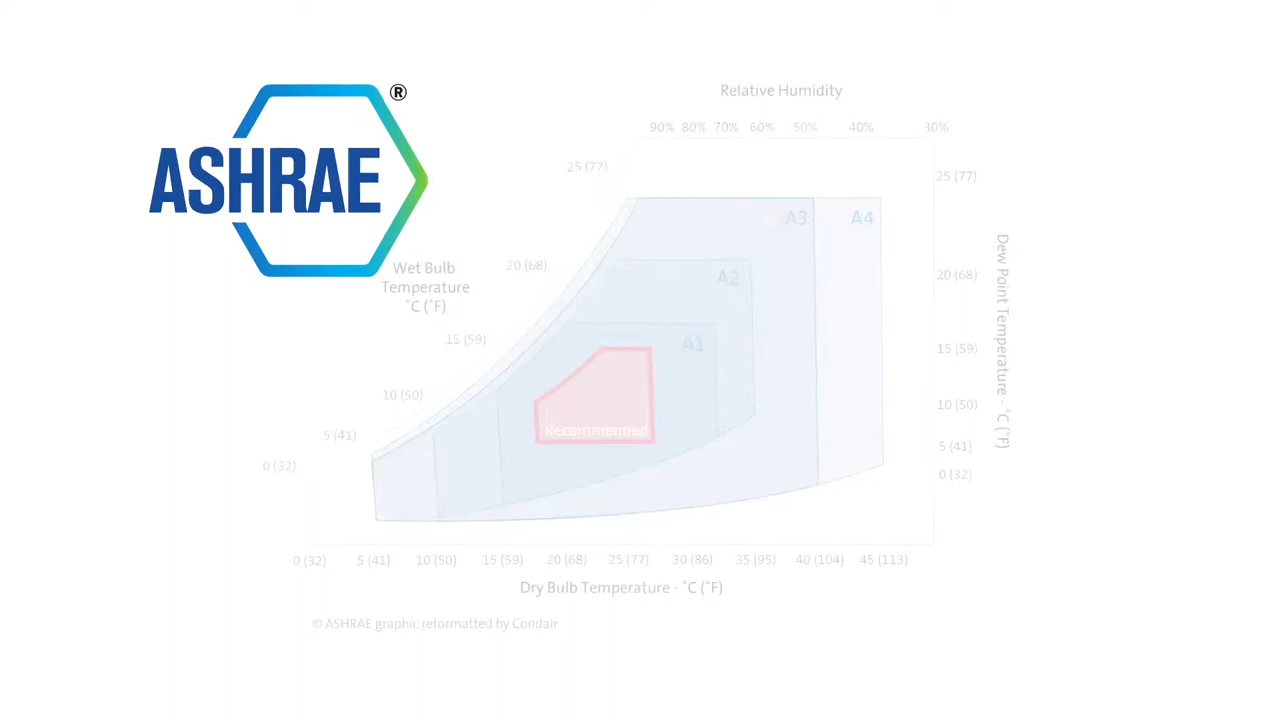 ASHRAE®
Relative Humidity
90% 80% 70% 60% 50% 40% 30%
25 (77)
25 (77)
A3
A4
Wet Bulb
Temperature
˚C (˚F)
20 (68)
A2
20 (68)
Dew Point Temperature - ˚C (˚F)
15 (59)
A1
15 (59)
10 (50)
10 (50)
Recommended
5 (41)
5 (41)
0 (32)
0 (32)
0 (32) 5 (41) 10 (50) 15 (59) 20 (68) 25 (77) 30 (86) 35 (95) 40 (104) 45 (113)
Dry Bulb Temperature - ˚C (˚F)
© ASHRAE graphic reformatted by Condair